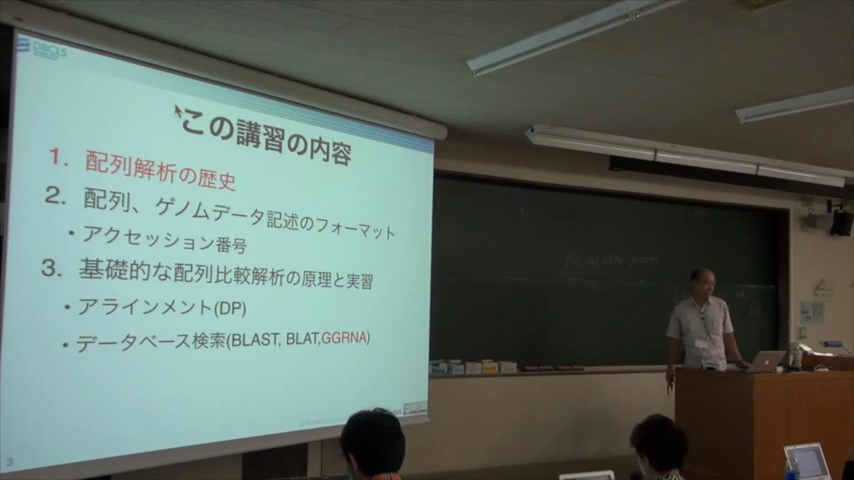 DBCLS
この講習の内容
1. 配列解析の歴史
2. 配列、ゲノムデータ記述のフォーマット
・アクセッション番号
3. 基礎的な配列比較解析の原理と実習
・アラインメント(DP)
・データベース検索(BLAST, BLAT,GGRNA)
3